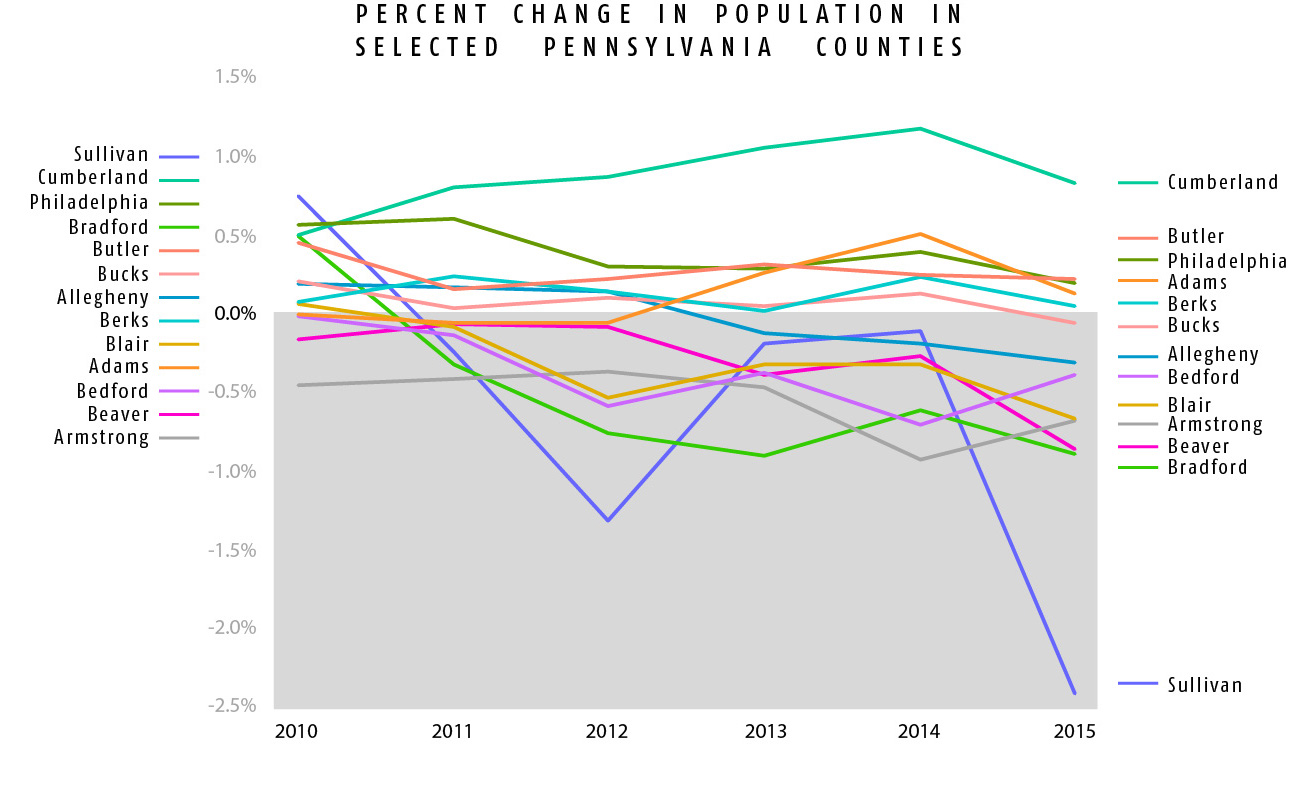 PERCENT CHANGE IN POPULATION IN
SELECTED PENNSYLVANIA COUNTIES
1.5%
1.0%
0.5%
0.0%
-0.5%
-1.0%
-1.5%
-2.0%
-2.5%
Sullivan
Cumberland
Philadelphia
Bradford
Butler
Bucks
Allegheny
Berks
Blair
Adams
Bedford
Beaver
Armstrong
Cumberland
Butler
Philadelphia
Adams
Berks
Bucks
Allegheny
Bedford
Blair
Armstrong
Beaver
Bradford
Sullivan
2010 2011 2012 2013 2014 2015